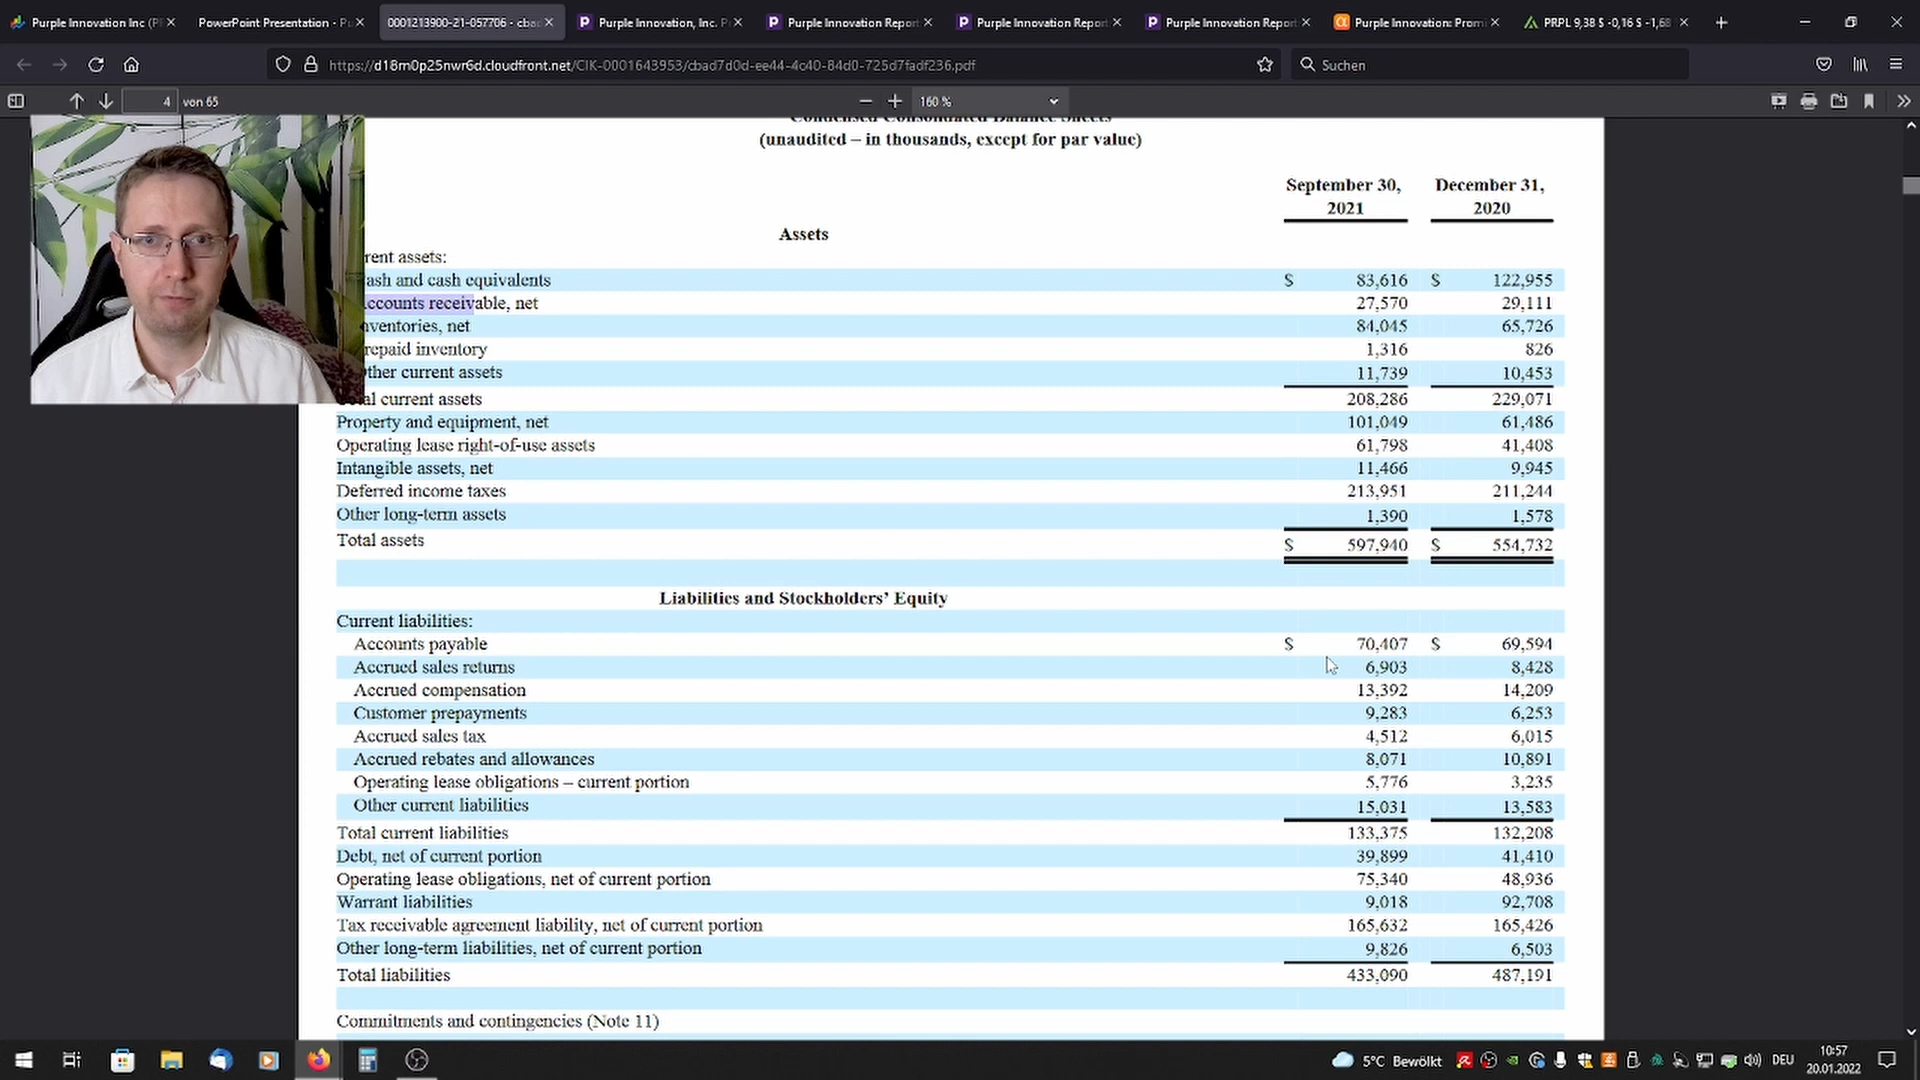 Purple Innovation Inc (PR
PowerPoint Presentation - Pu
0001213900-21-057706 - cbad
Purple Innovation, Inc. P
Purple Innovation Report
Purple Innovation Report
Purple Innovation Report
Purple Innovation: Promi
PRPL 9,38 $ -0,16 $ -1,68
https://d18rn0p25nwr6d.cloudfront.net/CIK-0001643953/cbad7d0d-ee44-4c40-84d0-725d7fadf236.pdf
Suchen
4 von 65
160 %
Condensed Consolidated Balance Sheets
(unaudited – in thousands, except for par value)
September 30, 2021 December 31, 2020
Assets
rent assets:
ash and cash equivalents $ 83,616 $ 122,955
ccounts receivable, net 27,570 29,111
nventories, net 84,045 65,726
repaid inventory 1,316 826
ther current assets 11,739 10,453
al current assets 208,286 229,071
Property and equipment, net 101,049 61,486
Operating lease right-of-use assets 61,798 41,408
Intangible assets, net 11,466 9,945
Deferred income taxes 213,951 211,244
Other long-term assets 1,390 1,578
Total assets $ 597,940 $ 554,732
Liabilities and Stockholders’ Equity
Current liabilities:
Accounts payable $ 70,407 $ 69,594
Accrued sales returns 6,903 8,428
Accrued compensation 13,392 14,209
Customer prepayments 9,283 6,253
Accrued sales tax 4,512 6,015
Accrued rebates and allowances 8,071 10,891
Operating lease obligations – current portion 5,776 3,235
Other current liabilities 15,031 13,583
Total current liabilities 133,375 132,208
Debt, net of current portion 39,899 41,410
Operating lease obligations, net of current portion 75,340 48,936
Warrant liabilities 9,018 92,708
Tax receivable agreement liability, net of current portion 165,632 165,426
Other long-term liabilities, net of current portion 9,826 6,503
Total liabilities 433,090 487,191
Commitments and contingencies (Note 11)
5°C Bewölkt
DEU
10:57
20.01.2022